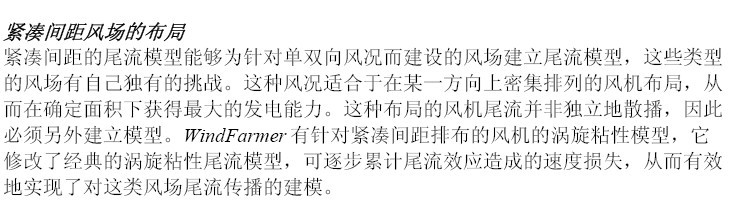 紧凑间距风场的布局
紧凑间距的尾流模型能够为针对单双向风况而建设的风场建立尾流模型，这些类型
的风场有自己独有的挑战。这种风况适合于在某一方向上密集排列的风机布局，从
而在确定面积下获得最大的发电能力。这种布局的风机尾流并非独立地散播，因此
必须另外建立模型。WindFarmer 有针对紧凑间距排布的风机的涡旋粘性模型，它
修改了经典的涡旋粘性尾流模型，可逐步累计尾流效应造成的速度损失，从而有效
地实现了对这类风场尾流传播的建模。